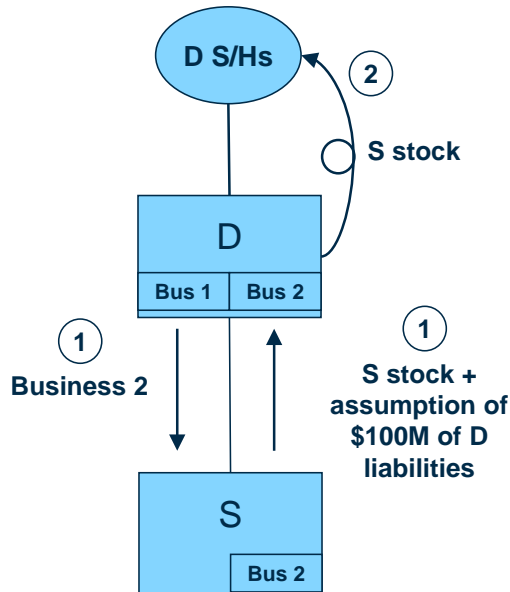 D S/Hs
2
S stock
D
Bus 1
Bus 2
1
Business 2
1
S stock +
assumption of
$100M of D
liabilities
S
Bus 2